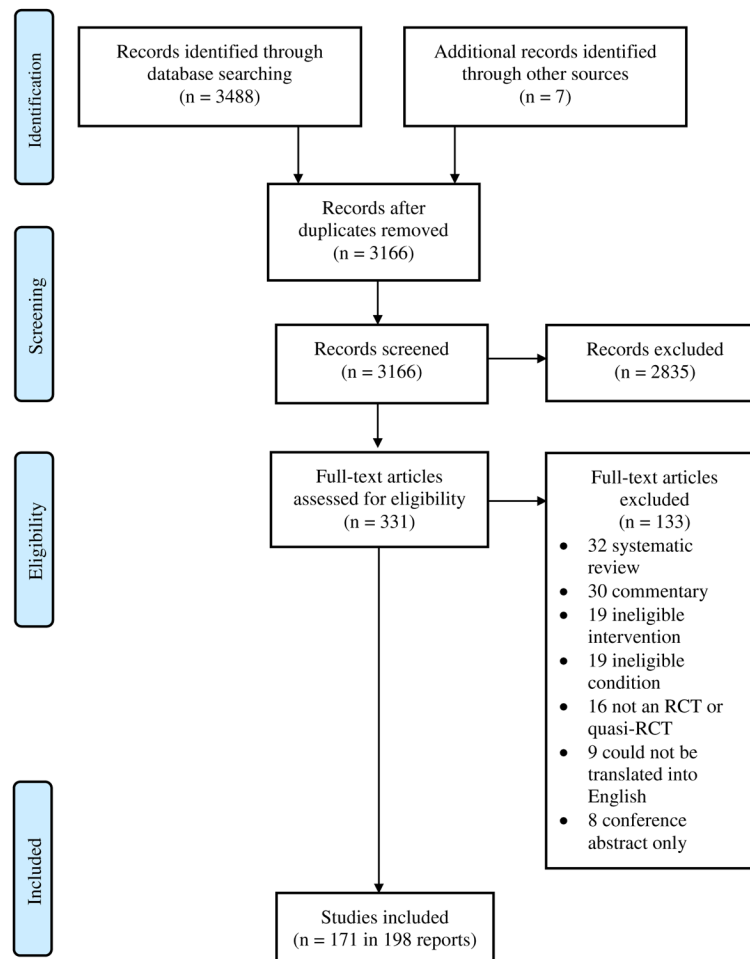 Identification
Records identified through
database searching
(n = 3488)
Additional records identified
through other sources
(n = 7)
Records after
duplicates removed
(n = 3166)
Screening
Records screened
(n = 3166)
Records excluded
(n = 2835)
Eligibility
Full-text articles
assessed for eligibility
(n = 331)
Full-text articles
excluded
(n = 133)
• 32 systematic
review
• 30 commentary
• 19 ineligible
intervention
• 19 ineligible
condition
• 16 not an RCT or
quasi-RCT
• 9 could not be
translated into
English
• 8 conference
abstract only
Included
Studies included
(n = 171 in 198 reports)